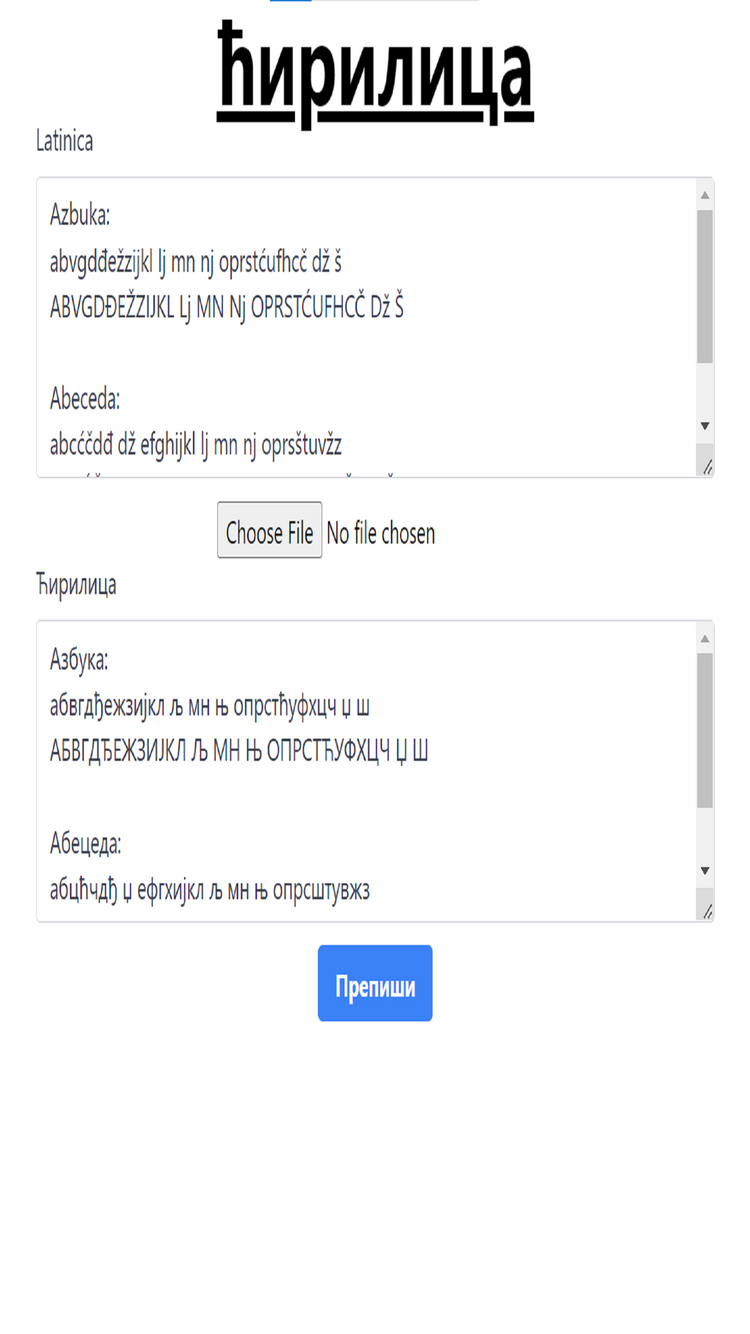 ћирилица
Latinica
Azbuka:
abvgdđežzijkl lj mn nj oprstćufhcč dž š
ABVGDĐEŽZIJKL Lj MN Nj OPRSTĆUFHCČ Dž Š
Abeceda:
abcćčdđ dž efghijkl lj mn nj oprsštuvžz
Choose File No file chosen
Ћирилица
Азбука:
абвгдђежзијкл љ мн њ опрстћуфхцч џ ш
АБВГДЂЕЖЗИЈКЛ Љ МН Њ ОПРСТЋУФХЦЧ Џ Ш
Абецеда:
абцћчдђ џ ефгхијкл љ мн њ опрсштувжз
Препиши